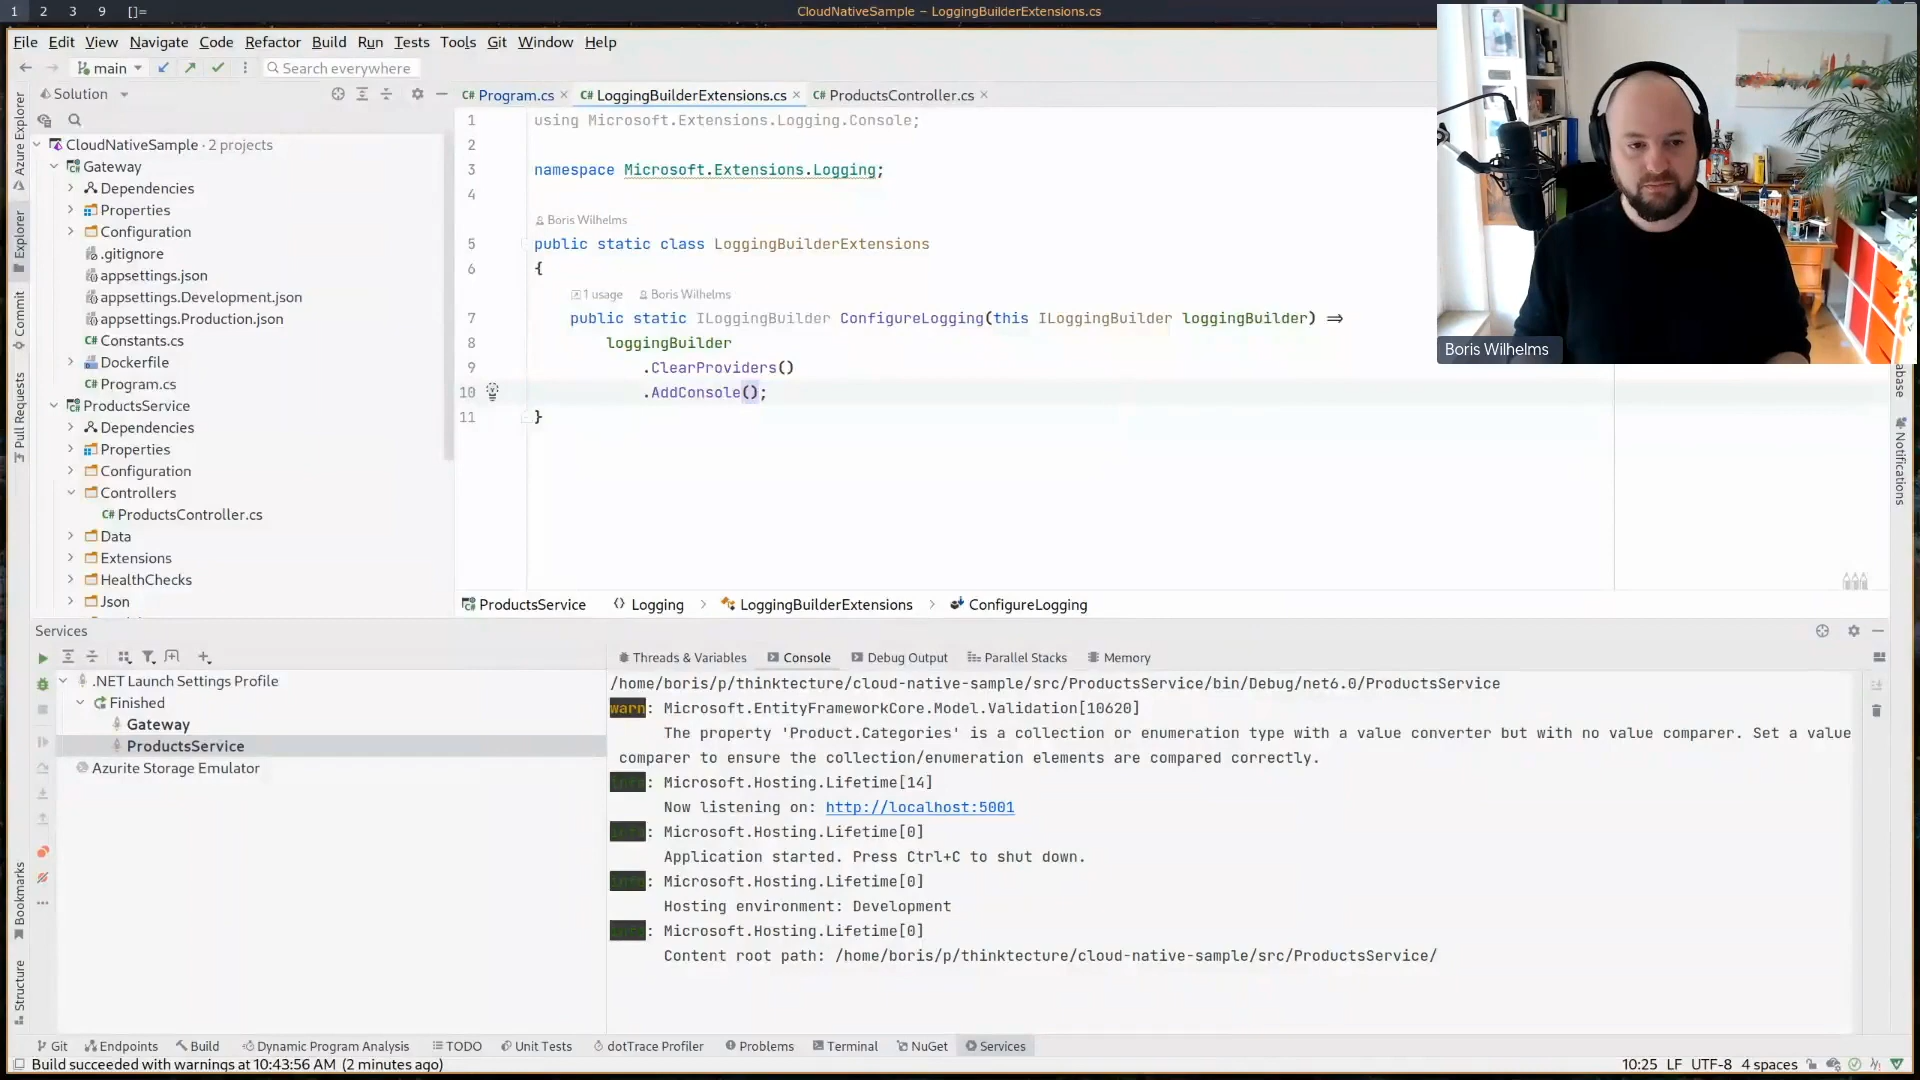 1 2 3 9 []= CloudNativeSample – LoggingBuilderExtensions.cs
File Edit View Navigate Code Refactor Build Run Tests Tools Git Window Help
main Search everywhere
Solution
Program.cs LoggingBuilderExtensions.cs ProductsController.cs
Azure Explorer
Explorer
Commit
Pull Requests
CloudNativeSample · 2 projects
Gateway
Dependencies
Properties
Configuration
.gitignore
appsettings.json
appsettings.Development.json
appsettings.Production.json
Constants.cs
Dockerfile
Program.cs
ProductsService
Dependencies
Properties
Configuration
Controllers
ProductsController.cs
Data
Extensions
HealthChecks
Json
1 using Microsoft.Extensions.Logging.Console;
2
3 namespace Microsoft.Extensions.Logging;
4
Boris Wilhelms
5 public static class LoggingBuilderExtensions
6 {
1 usage Boris Wilhelms
7 public static ILoggingBuilder ConfigureLogging(this ILoggingBuilder loggingBuilder) =>
8 loggingBuilder
9 .ClearProviders()
10 .AddConsole();
11 }
Boris Wilhelms
Notifications
ProductsService Logging LoggingBuilderExtensions ConfigureLogging
Services
.NET Launch Settings Profile
Finished
Gateway
ProductsService
Azurite Storage Emulator
Threads & Variables Console Debug Output Parallel Stacks Memory
/home/boris/p/thinktecture/cloud-native-sample/src/ProductsService/bin/Debug/net6.0/ProductsService
warn: Microsoft.EntityFrameworkCore.Model.Validation[10620]
The property 'Product.Categories' is a collection or enumeration type with a value converter but with no value comparer. Set a value
comparer to ensure the collection/enumeration elements are compared correctly.
info: Microsoft.Hosting.Lifetime[14]
Now listening on: http://localhost:5001
info: Microsoft.Hosting.Lifetime[0]
Application started. Press Ctrl+C to shut down.
info: Microsoft.Hosting.Lifetime[0]
Hosting environment: Development
info: Microsoft.Hosting.Lifetime[0]
Content root path: /home/boris/p/thinktecture/cloud-native-sample/src/ProductsService/
Bookmarks
Structure
Git Endpoints Build Dynamic Program Analysis TODO Unit Tests dotTrace Profiler Problems Terminal NuGet Services
Build succeeded with warnings at 10:43:56 AM (2 minutes ago) 10:25 LF UTF-8 4 spaces